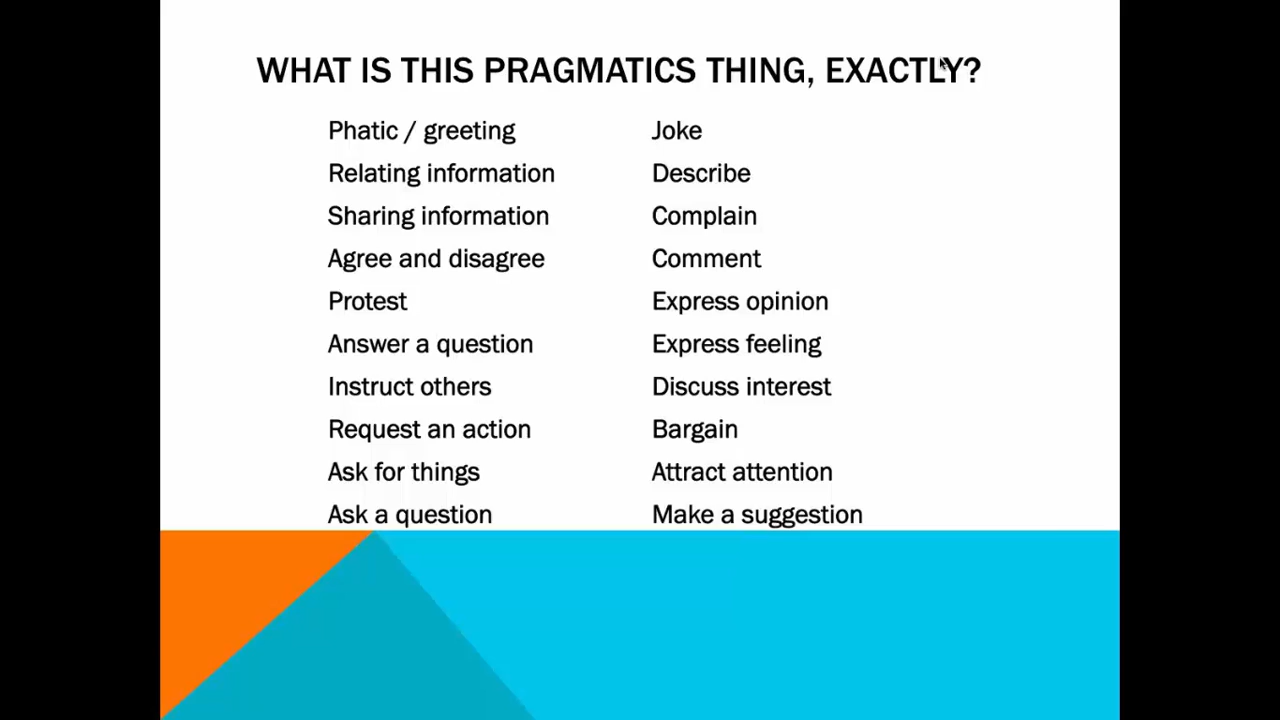 WHAT IS THIS PRAGMATICS THING, EXACTLY?
Phatic / greeting
Relating information
Sharing information
Agree and disagree
Protest
Answer a question
Instruct others
Request an action
Ask for things
Ask a question
Joke
Describe
Complain
Comment
Express opinion
Express feeling
Discuss interest
Bargain
Attract attention
Make a suggestion